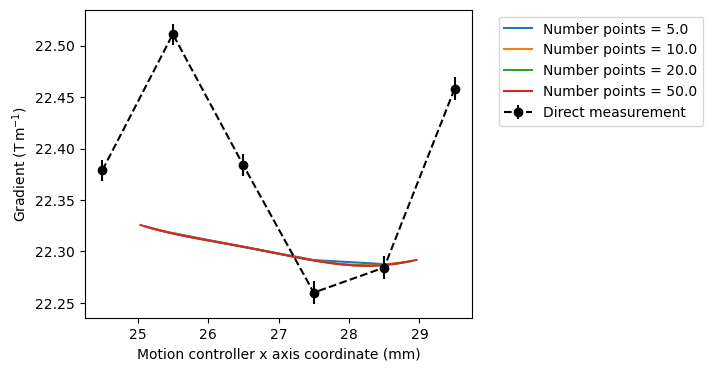 Number points = 5.0
Number points = 10.0
Number points = 20.0
Number points = 50.0
Direct measurement
22.50
22.45
22.40
22.35
22.30
22.25
Gradient (T m⁻¹)
25 26 27 28 29
Motion controller x axis coordinate (mm)